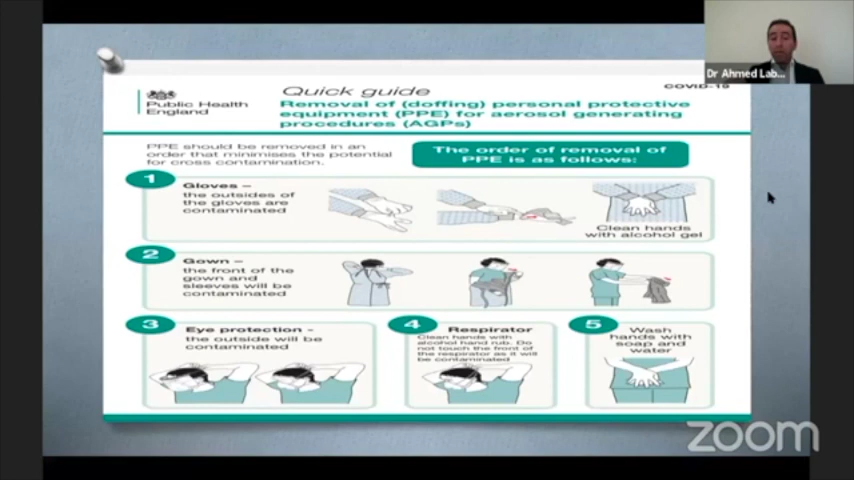 Dr Ahmed Lab...
Public Health
England
Quick guide
COVID-19
Removal of (doffing) personal protective
equipment (PPE) for aerosol generating
procedures (AGPs)
PPE should be removed in an
order that minimises the potential
for cross contamination.
The order of removal of
PPE is as follows:
1
Gloves –
the outsides of
the gloves are
contaminated
Clean hands
with alcohol gel
2
Gown –
the front of the
gown and
sleeves will be
contaminated
3
Eye protection -
the outside will be
contaminated
4
Respirator
Clean hands with
alcohol hand rub. Do
not touch the front of
the respirator as it will
be contaminated
5
Wash
hands with
soap and
water
zoom